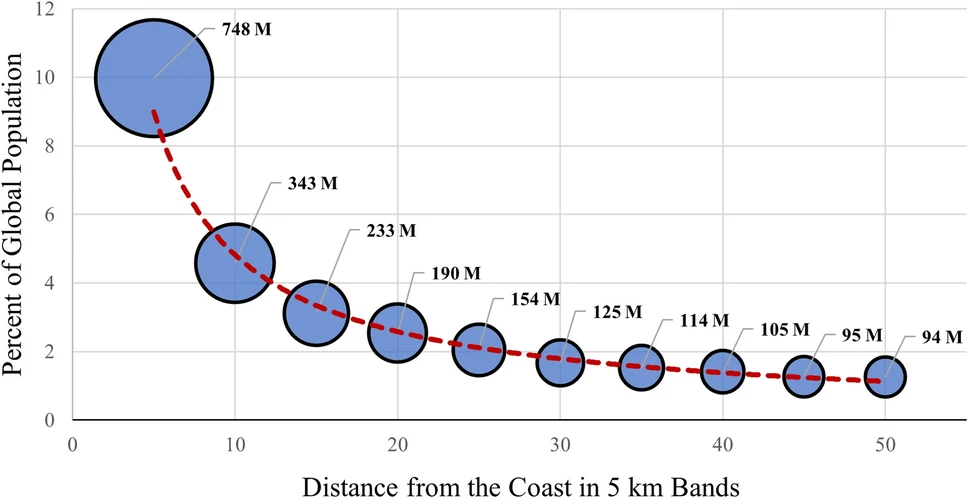 12
748 M
10
8
343 M
6
233 M
4
190 M
154 M
125 M
114 M
105 M
95 M
94 M
2
0
0
10
20
30
40
50
Percent of Global Population
Distance from the Coast in 5 km Bands